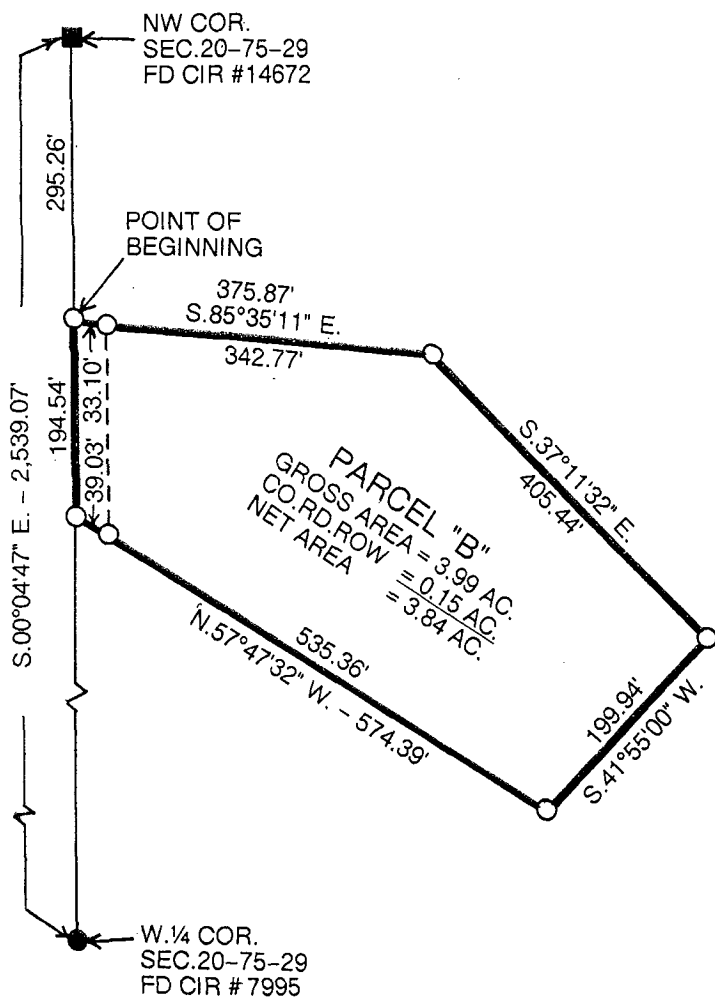 NW COR.
SEC.20-75-29
FD CIR #14672
295.26'
POINT OF
BEGINNING
375.87'
S.85°35'11" E.
342.77'
S.00°04'47" E. - 2,539.07'
194.54'
39.03' 33.10'
S.37°11'32" E.
405.44'
PARCEL "B"
GROSS AREA = 3.99 AC.
CO.RD.ROW = 0.15 AC.
NET AREA = 3.84 AC.
535.36'
N.57°47'32" W. - 574.39'
199.94'
S.41°55'00" W.
W.¼ COR.
SEC.20-75-29
FD CIR #7995